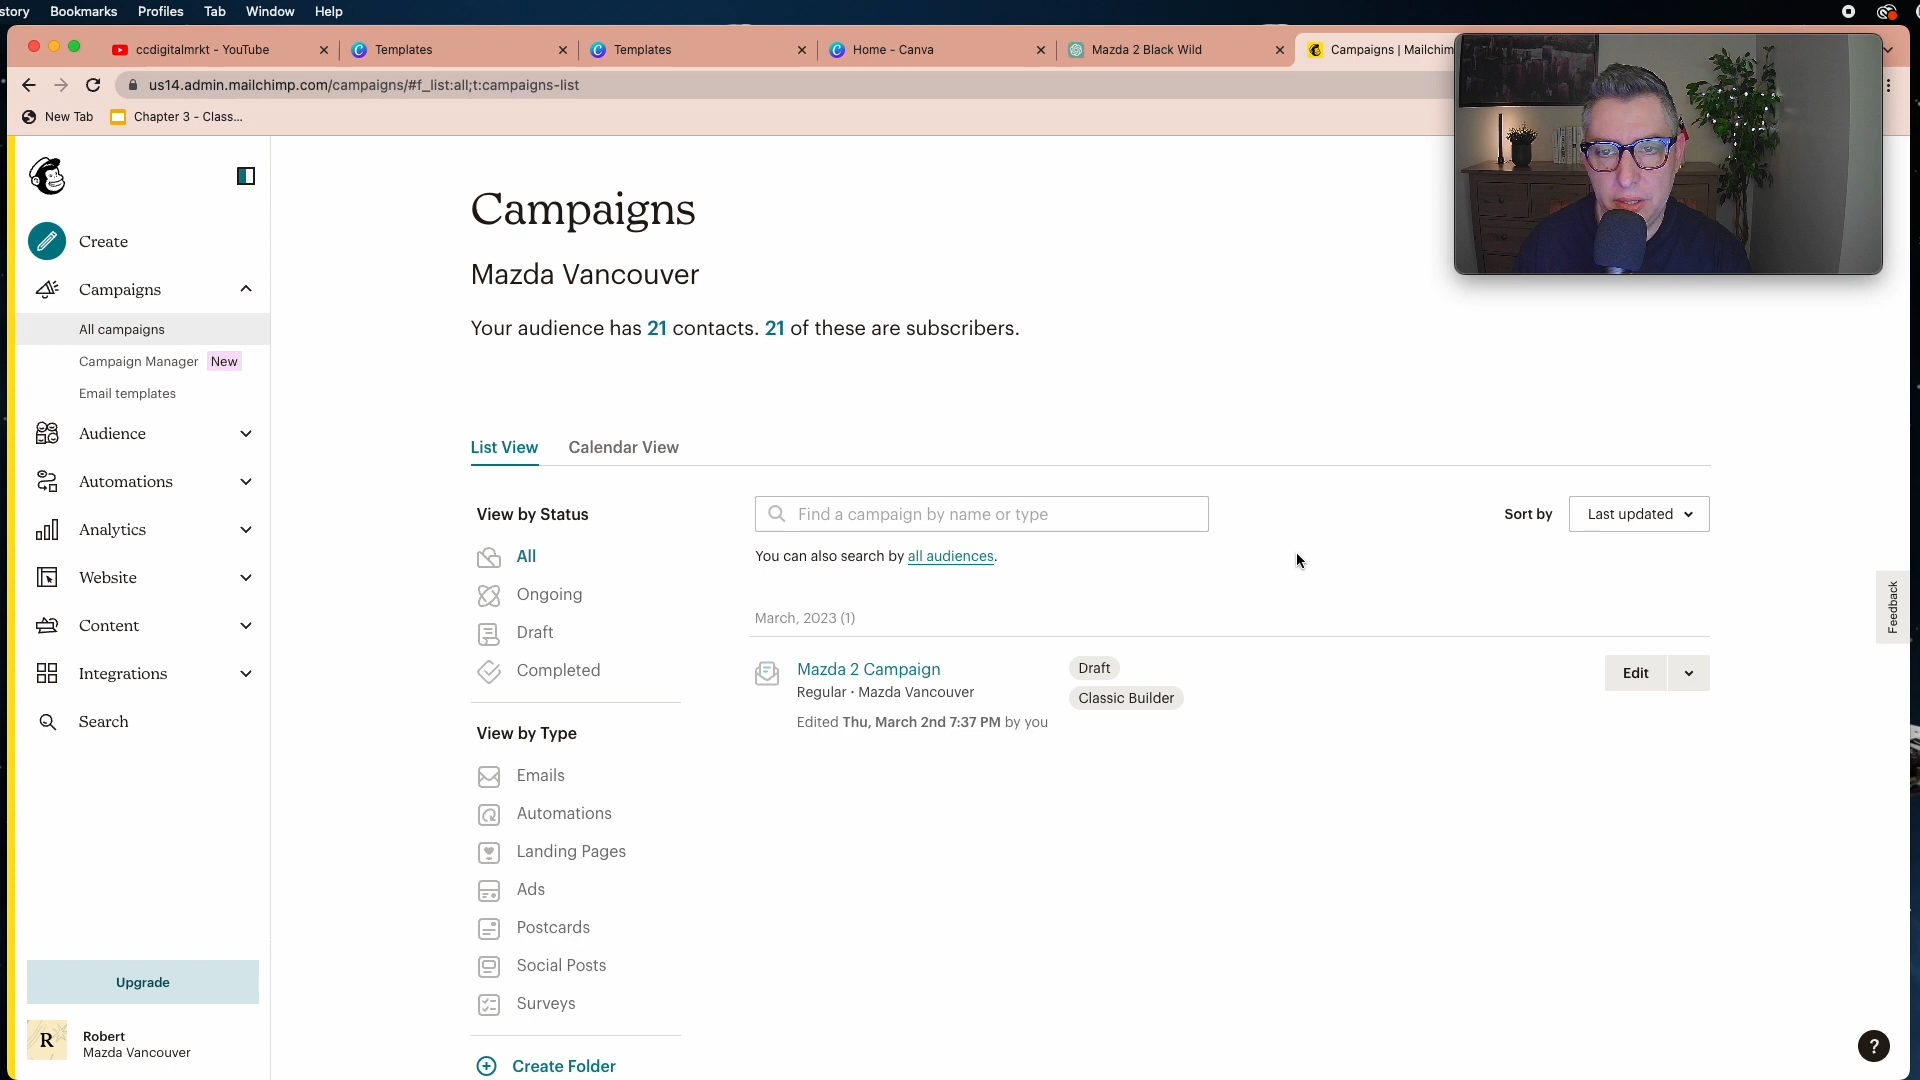 story Bookmarks Profiles Tab Window Help
ccdigitalmrkt - YouTube
Templates
Templates
Home - Canva
Mazda 2 Black Wild
Campaigns | Mailchim
us14.admin.mailchimp.com/campaigns/#f_list:all;t:campaigns-list
New Tab
Chapter 3 - Class...
Create
Campaigns
All campaigns
Campaign Manager New
Email templates
Audience
Automations
Analytics
Website
Content
Integrations
Search
Upgrade
R
Robert
Mazda Vancouver
Campaigns
Mazda Vancouver
Your audience has 21 contacts. 21 of these are subscribers.
List View Calendar View
View by Status
All
Ongoing
Draft
Completed
View by Type
Emails
Automations
Landing Pages
Ads
Postcards
Social Posts
Surveys
Create Folder
Find a campaign by name or type
Sort by Last updated
You can also search by all audiences.
March, 2023 (1)
Mazda 2 Campaign
Regular · Mazda Vancouver
Edited Thu, March 2nd 7:37 PM by you
Draft
Classic Builder
Edit
Feedback
?